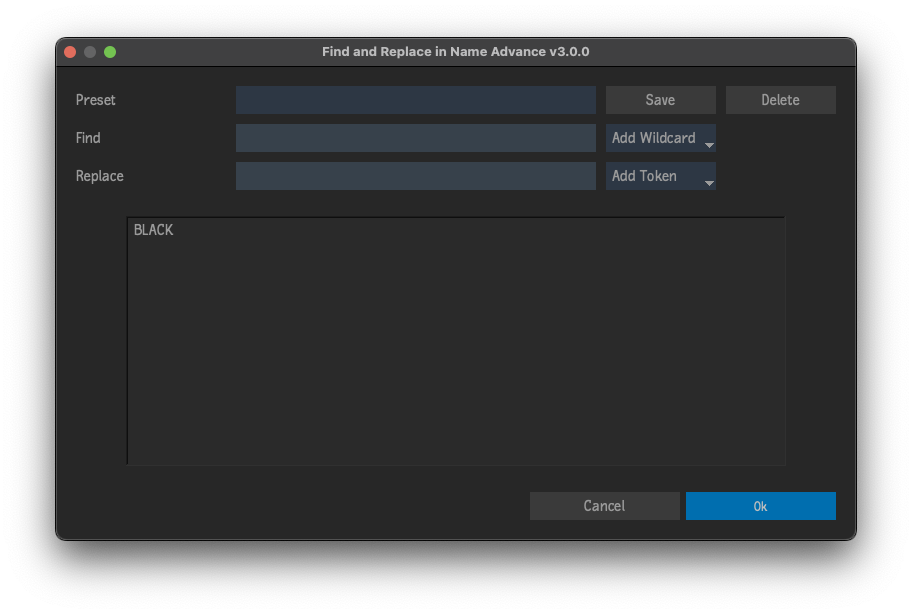 Find and Replace in Name Advance v3.0.0
Preset
Save
Delete
Find
Add Wildcard
Replace
Add Token
BLACK
Cancel
Ok